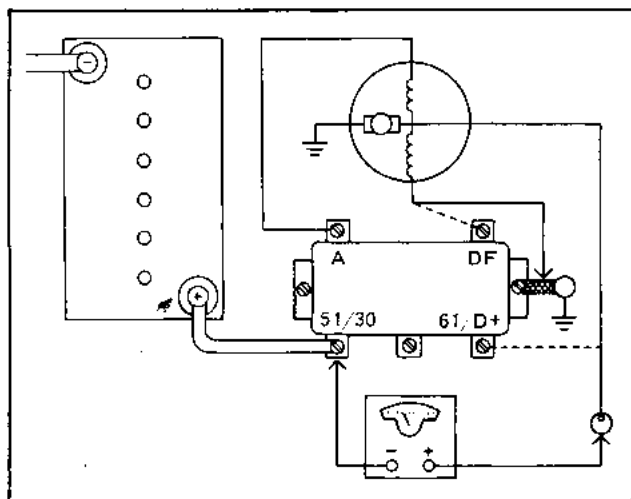 -
A
DF
+
51/30
61/D+
V
- +